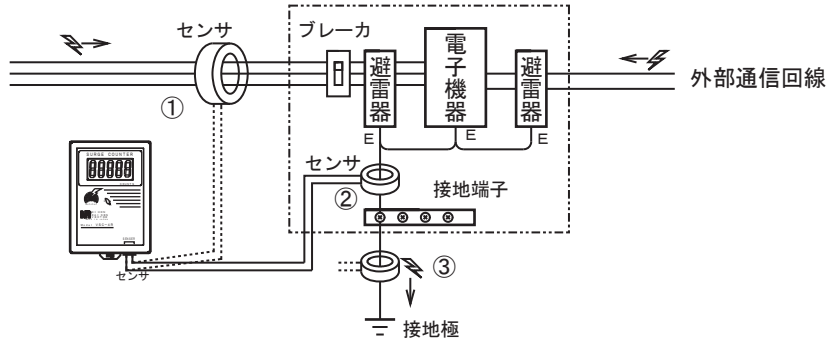 センサ
ブレーカ
避雷器
電子機器
避雷器
外部通信回線
①
E
E
E
SURGE COUNTER
00000
センサ
②
接地端子
センサ
③
接地極